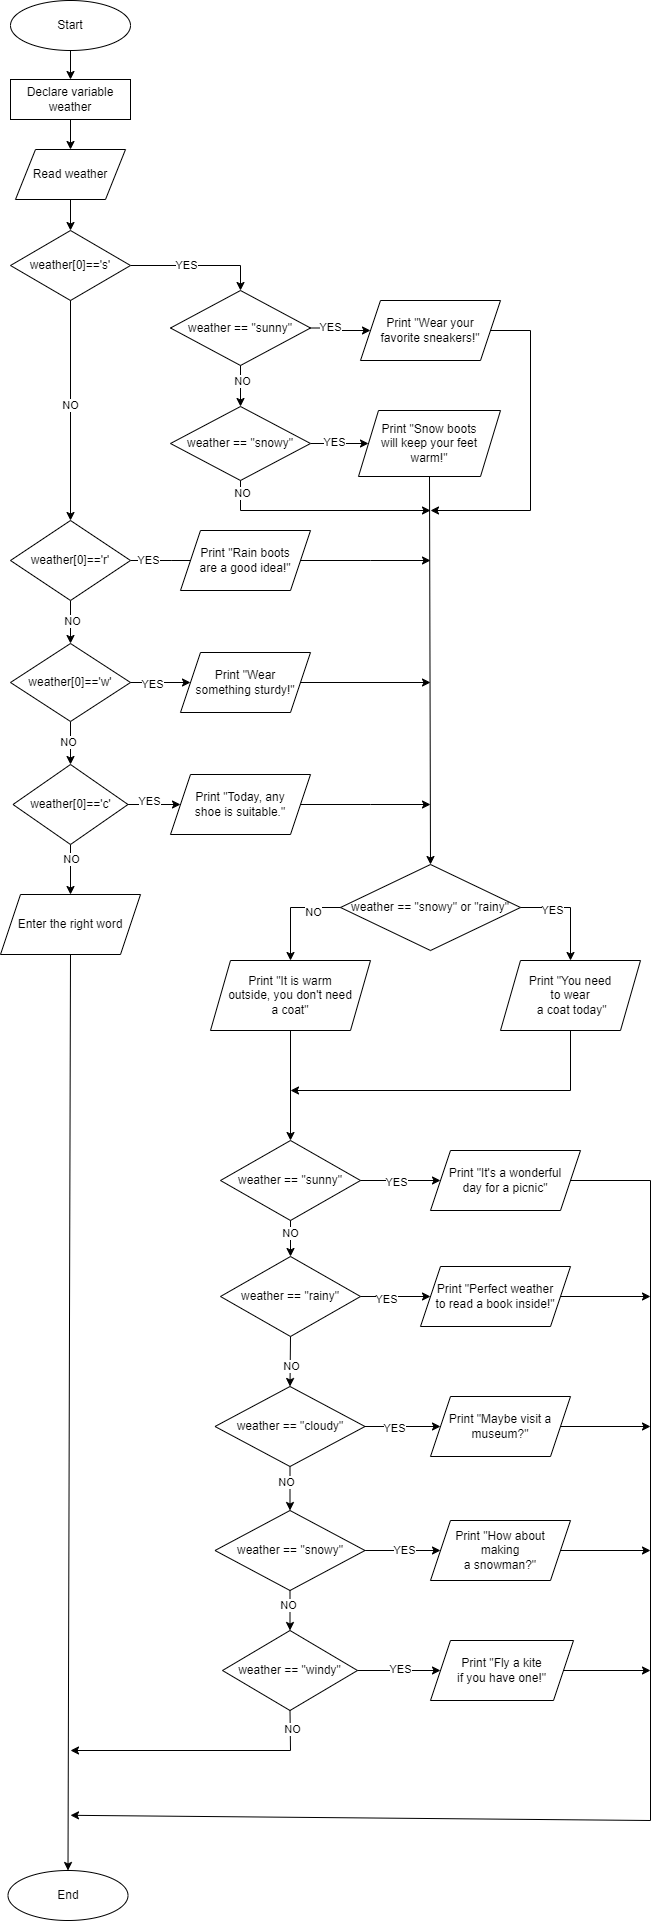 Start
Declare variable
weather
Read weather
weather[0]=='s'
YES
weather == "sunny"
YES
Print "Wear your
favorite sneakers!"
NO
NO
weather == "snowy"
YES
Print "Snow boots
will keep your feet
warm!"
NO
weather[0]=='r'
YES
Print "Rain boots
are a good idea!"
NO
weather[0]=='w'
YES
Print "Wear
something sturdy!"
NO
weather[0]=='c'
YES
Print "Today, any
shoe is suitable."
NO
Enter the right word
weather == "snowy" or "rainy"
NO
YES
Print "It is warm
outside, you don't need
a coat"
Print "You need
to wear
a coat today"
weather == "sunny"
YES
Print "It's a wonderful
day for a picnic"
NO
weather == "rainy"
YES
Print "Perfect weather
to read a book inside!"
NO
weather == "cloudy"
YES
Print "Maybe visit a
museum?"
NO
weather == "snowy"
YES
Print "How about
making
a snowman?"
NO
weather == "windy"
YES
Print "Fly a kite
if you have one!"
NO
End